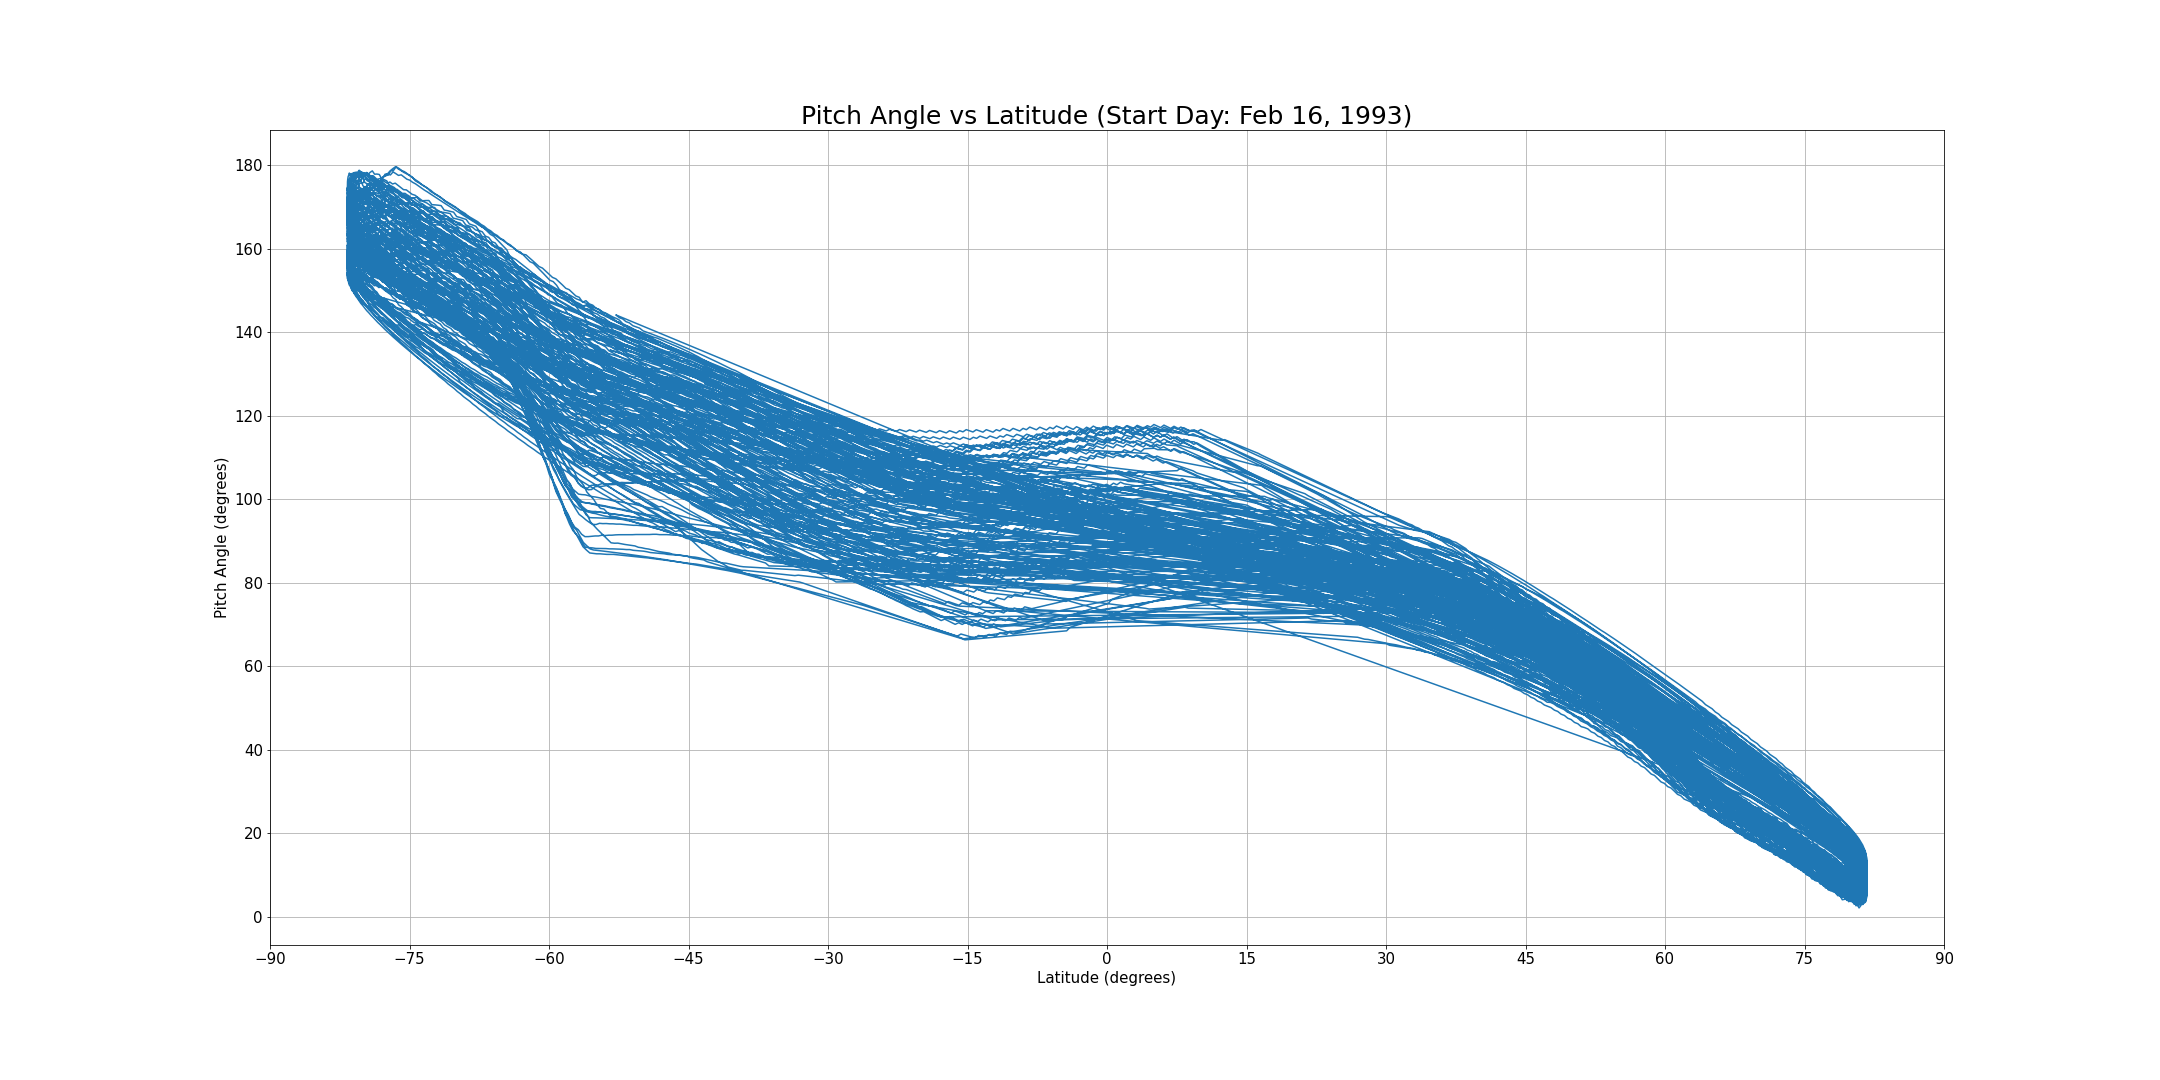 Pitch Angle vs Latitude (Start Day: Feb 16, 1993)
180
160
140
120
100
80
60
40
20
0
Pitch Angle (degrees)
−90 −75 −60 −45 −30 −15 0 15 30 45 60 75 90
Latitude (degrees)